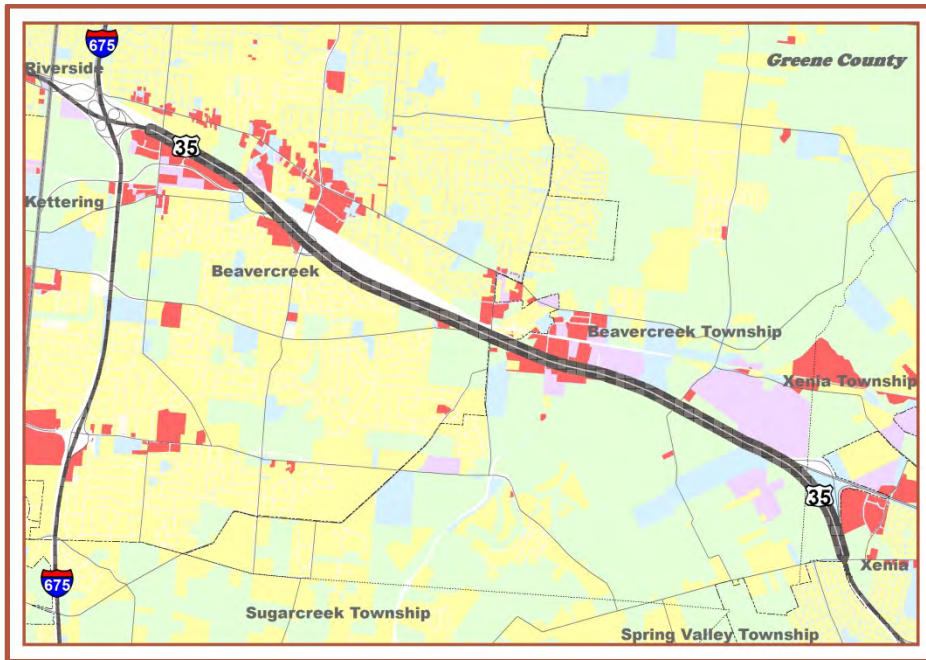 675
Riverside
Greene County
35
Kettering
Beavercreek
Beavercreek Township
Xenia Township
35
Xenia
675
Sugarcreek Township
Spring Valley Township